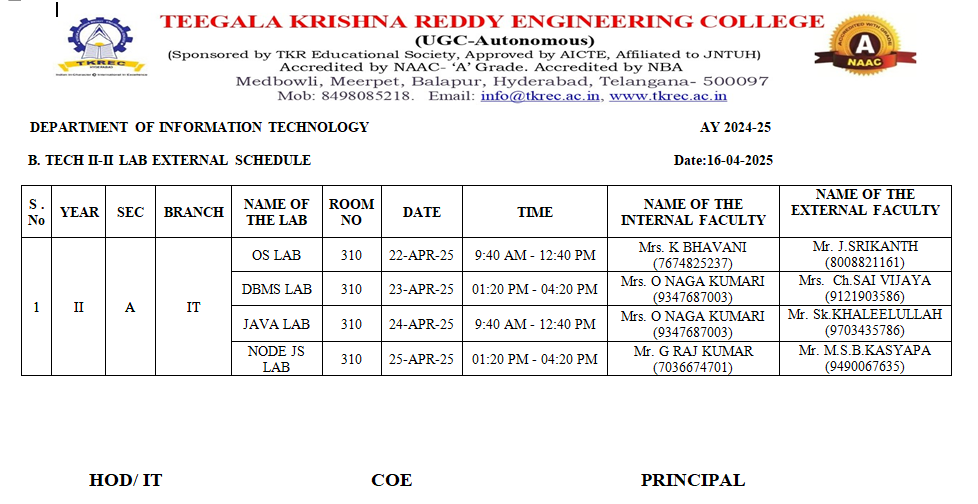 TEEGALA KRISHNA REDDY ENGINEERING COLLEGE
(UGC-Autonomous)
(Sponsored by TKR Educational Society, Approved by AICTE, Affiliated to JNTUH)
Accredited by NAAC- ‘A’ Grade. Accredited by NBA
Medbowli, Meerpet, Balapur, Hyderabad, Telangana- 500097
Mob: 8498085218. Email: info@tkrec.ac.in, www.tkrec.ac.in
TKREC
ACCREDITED WITH GRADE
A
NAAC
DEPARTMENT OF INFORMATION TECHNOLOGY AY 2024-25
B. TECH II-II LAB EXTERNAL SCHEDULE Date:16-04-2025
S . No YEAR SEC BRANCH NAME OF THE LAB ROOM NO DATE TIME NAME OF THE INTERNAL FACULTY NAME OF THE EXTERNAL FACULTY
1 II A IT OS LAB 310 22-APR-25 9:40 AM - 12:40 PM Mrs. K BHAVANI (7674825237) Mr. J.SRIKANTH (8008821161)
DBMS LAB 310 23-APR-25 01:20 PM - 04:20 PM Mrs. O NAGA KUMARI (9347687003) Mrs. Ch.SAI VIJAYA (9121903586)
JAVA LAB 310 24-APR-25 9:40 AM - 12:40 PM Mrs. O NAGA KUMARI (9347687003) Mr. Sk.KHALEELULLAH (9703435786)
NODE JS LAB 310 25-APR-25 01:20 PM - 04:20 PM Mr. G RAJ KUMAR (7036674701) Mr. M.S.B.KASYAPA (9490067635)
HOD/ IT COE PRINCIPAL